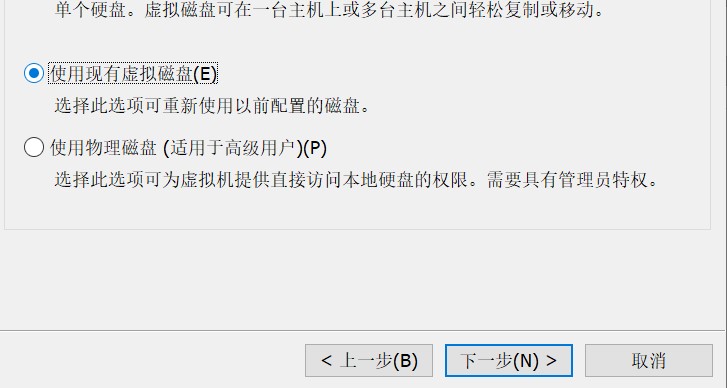 单个硬盘。虚拟磁盘可在一台主机上或多台主机之间轻松复制或移动。
使用现有虚拟磁盘(E)
选择此选项可重新使用以前配置的磁盘。
使用物理磁盘 (适用于高级用户)(P)
选择此选项可为虚拟机提供直接访问本地硬盘的权限。需要具有管理员特权。
< 上一步(B) 下一步(N) > 取消